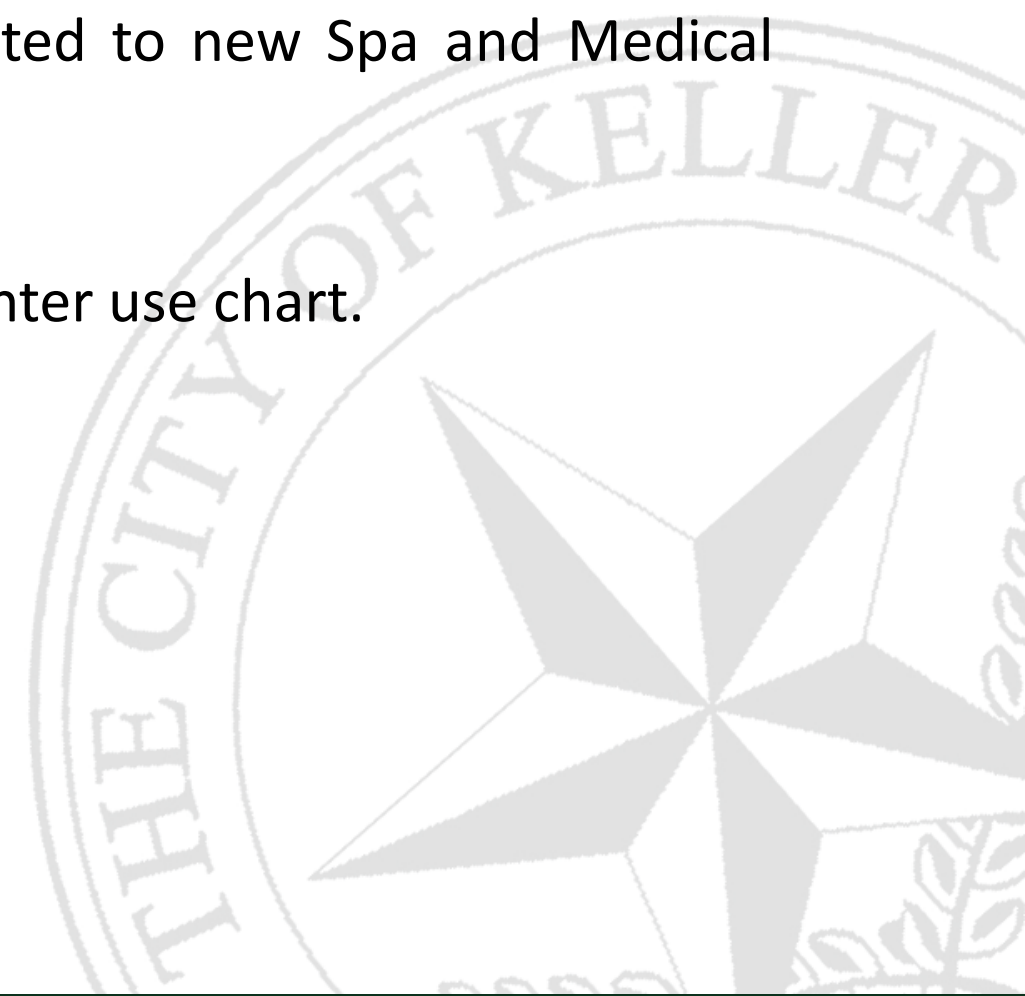 ted to new Spa and Medical
nter use chart.
THE CITY OF KELLER